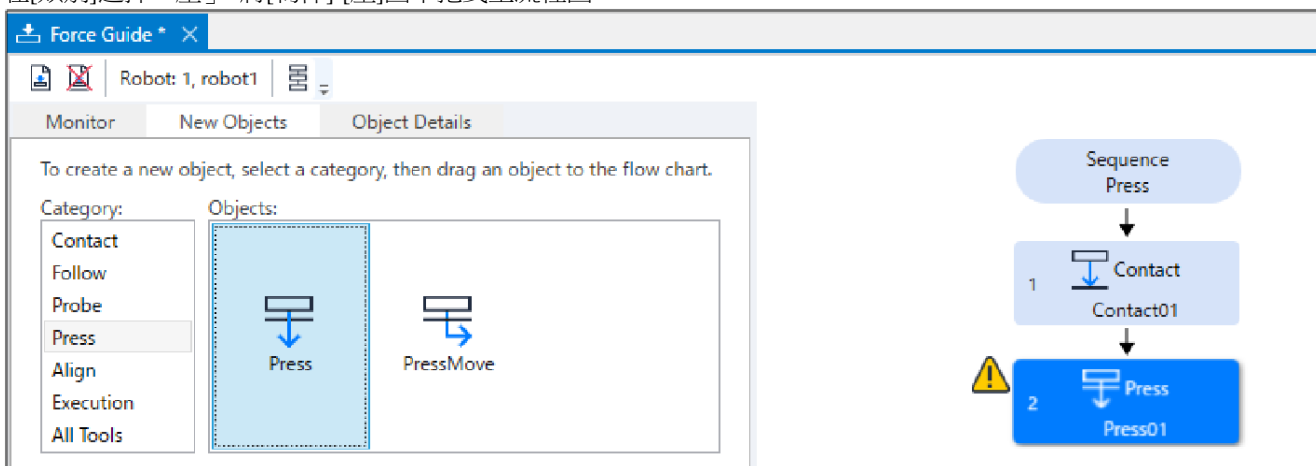 Force Guide *
Robot: 1, robot1
Monitor New Objects Object Details
To create a new object, select a category, then drag an object to the flow chart.
Category: Objects:
Contact
Follow
Probe
Press
Align
Execution
All Tools
Press
PressMove
Sequence
Press
1 Contact
Contact01
2 Press
Press01